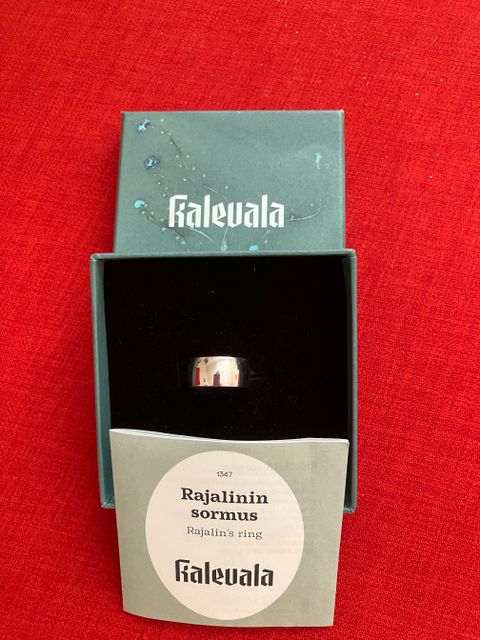 Kalevala
1347
Rajalinin
sormus
Rajalin's ring
Kalevala